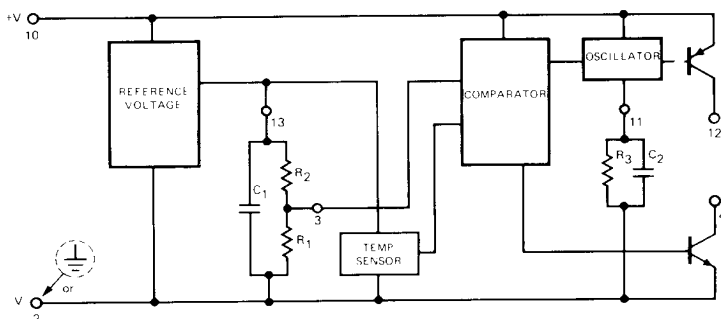 +V
10
REFERENCE
VOLTAGE
13
C1
R2
R1
3
TEMP
SENSOR
COMPARATOR
OSCILLATOR
11
R3
C2
12
V
or
2